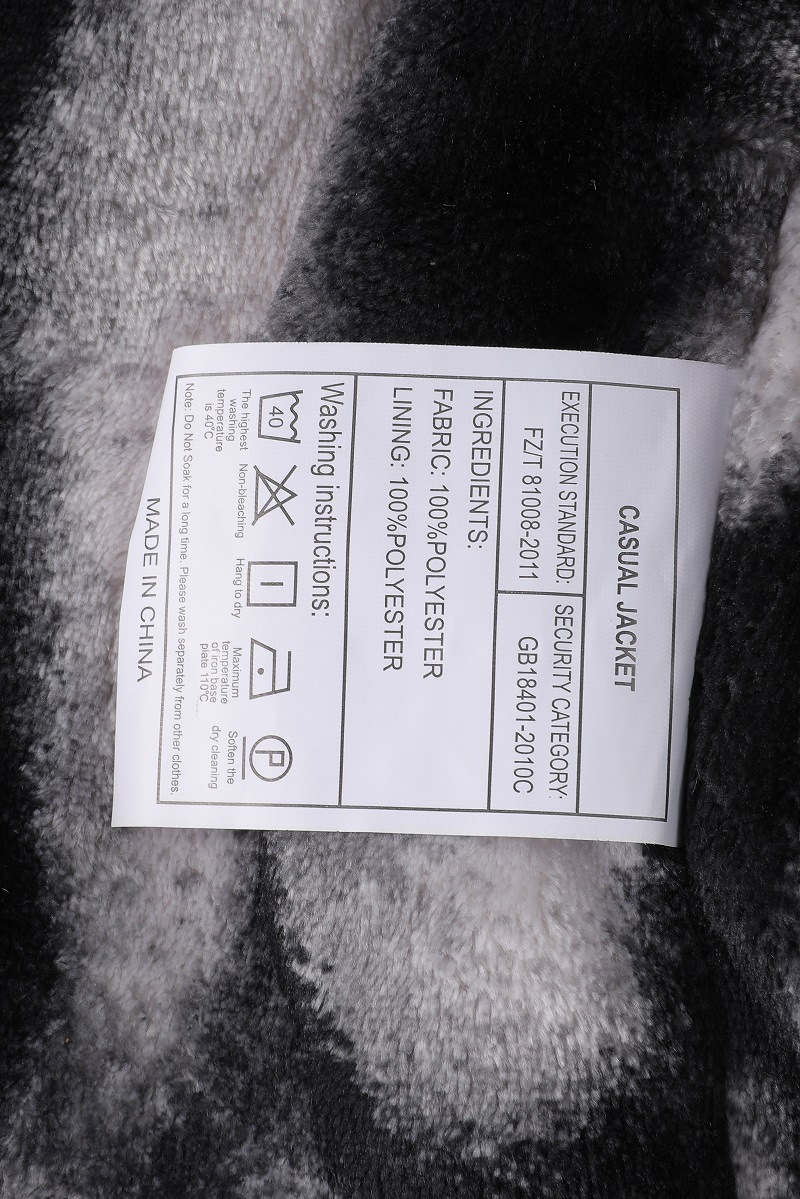 CASUAL JACKET
EXECUTION STANDARD:
FZ/T 81008-2011
SECURITY CATEGORY:
GB18401-2010C
INGREDIENTS:
FABRIC: 100%POLYESTER
LINING: 100%POLYESTER
Washing instructions:
40
P
The highest
washing
temperature
is 40°C
Non-bleaching
Hang to dry
Maximum
temperature
of iron base
plate 110°C
Soften the
dry cleaning
Note: Do Not Soak for a long time. Please wash separately from other clothes.
MADE IN CHINA